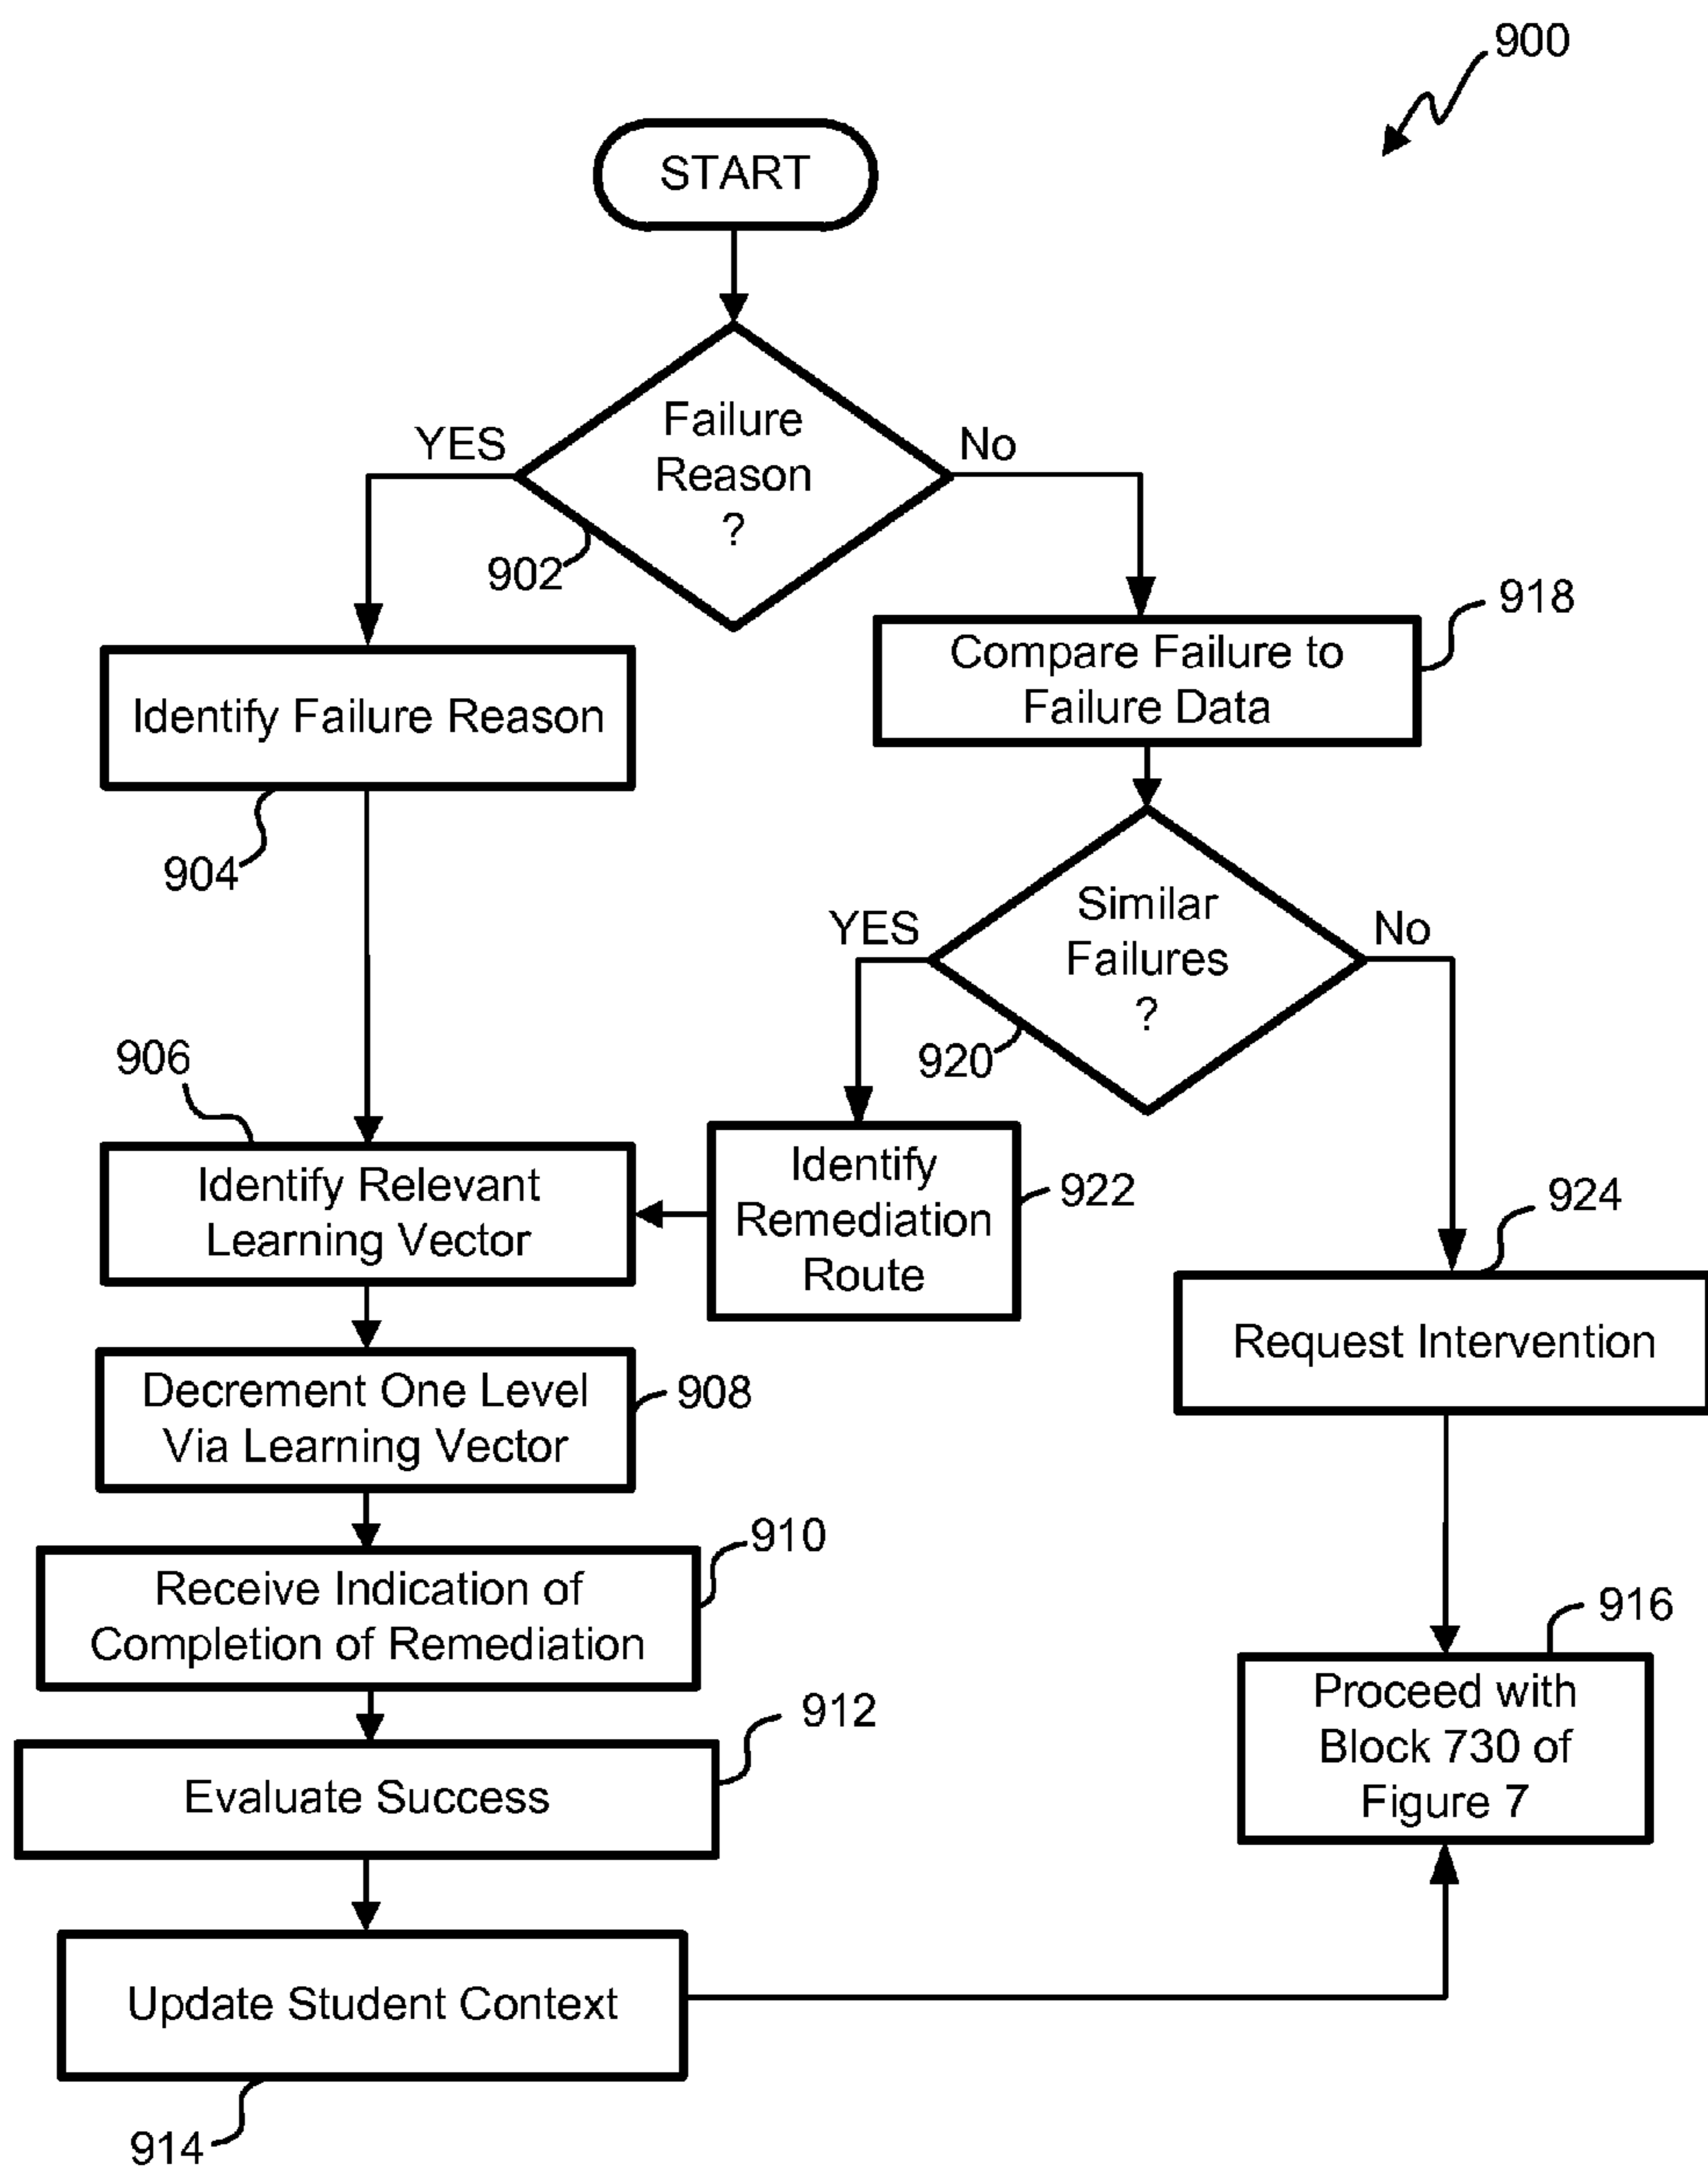 900
START
Failure
Reason
?
YES
No
902
918
Compare Failure to
Failure Data
Identify Failure Reason
904
Similar
Failures
?
YES
No
920
906
Identify Relevant
Learning Vector
Identify
Remediation
Route
922
924
Request Intervention
Decrement One Level
Via Learning Vector
908
910
Receive Indication of
Completion of Remediation
916
Proceed with
Block 730 of
Figure 7
912
Evaluate Success
Update Student Context
914